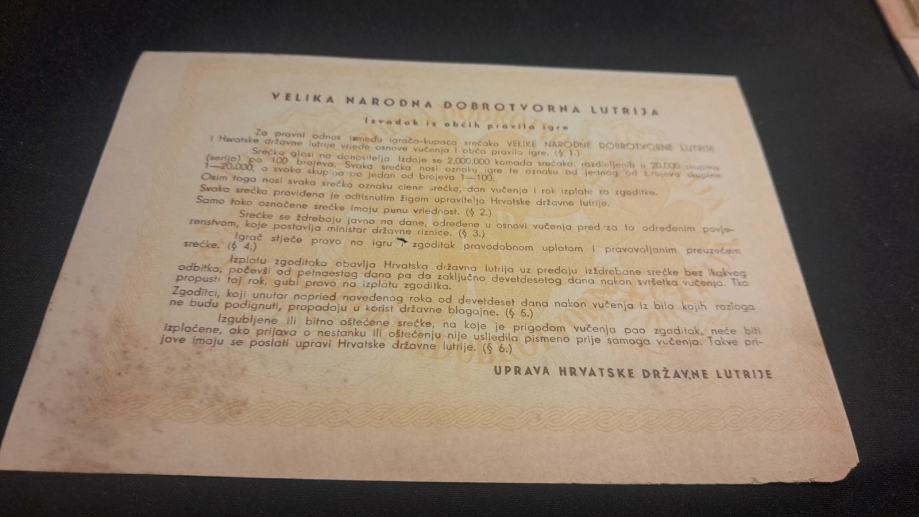 VELIKA NARODNA DOBROTVORNA LUTRIJA
Izvadak iz obćih pravila igre
Za pravni odnos između igrača-kupaca srećaka VELIKE NARODNE DOBROTVORNE LUTRIJE
i Hrvatske državne lutrije vriede osnove vučenja i obća pravila igre. (§ 1.)
Srećka glasi na donositelja. Izdaje se 2,000.000 komada srećaka, razdieljenih u 20.000 skupina
(serija) po 100 brojeva. Svaka srećka nosi oznaku igre te oznaku od jednog od brojeva skupine
1—20.000, a svaka skupina po jedan od brojeva 1—100.
Osim toga nosi svaka srećka oznaku ciene srećke, dan vučenja i rok izplate za zgoditke.
Svaka srećka providjena je odtisnutim žigom upraviteljа Hrvatske državne lutrije.
Samo tako označene srećke imaju punu vriednost. (§ 2.)
Srećke se ždrebaju javno na dane, određene u osnovi vučenja pred za to određenim povje-
renstvom, koje postavlja ministar državne riznice. (§ 3.)
Igrač stječe pravo na igru i zgoditak pravodobnom uplatom i pravovaljanim preuzećem
srećke. (§ 4.)
Izplatu zgoditaka obavlja Hrvatska državna lutrija uz predaju izždrebane srećke bez ikakvog
odbitka, počevši od petnaestog dana pa do zaključno devetdesetog dana nakon svršetka vučenja. Tko
propusti taj rok, gubi pravo na izplatu zgoditka.
Zgoditci, koji unutar napried navedenog roka od devetdeset dana nakon vučenja iz bilo kojih razloga
ne budu podignuti, propadaju u korist državne blagajne. (§ 5.)
Izgubljene ili bitno oštećene srećke, na koje je prigodom vučenja pao zgoditak, neće biti
izplaćene, ako prijava o nestanku ili oštećenju nije usliedila pismeno prije samoga vučenja. Takve pri-
jave imaju se poslati upravi Hrvatske državne lutrije. (§ 6.)
UPRAVA HRVATSKE DRŽAVNE LUTRIJE